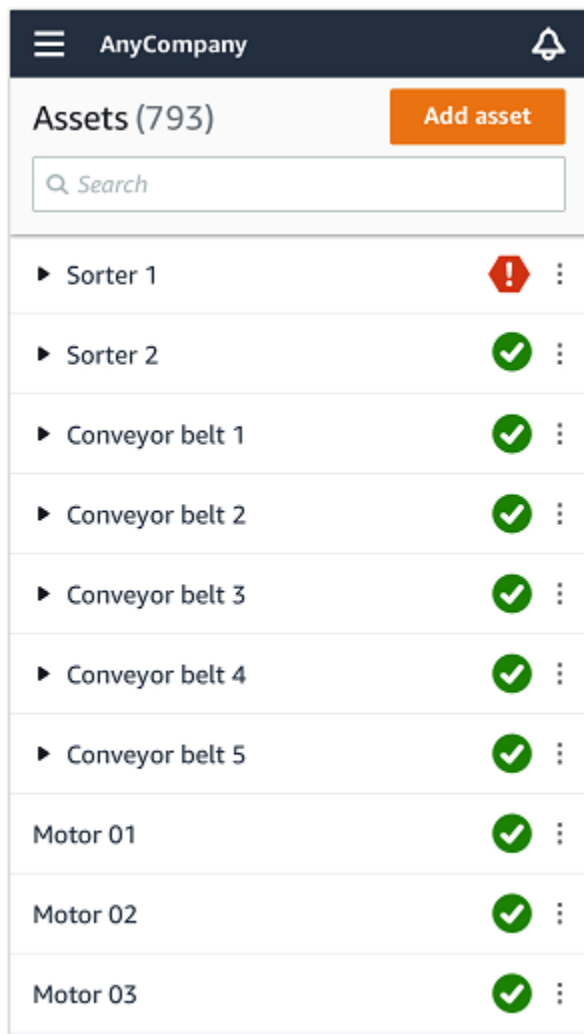 AnyCompany
Assets (793)
Add asset
Search
Sorter 1
Sorter 2
Conveyor belt 1
Conveyor belt 2
Conveyor belt 3
Conveyor belt 4
Conveyor belt 5
Motor 01
Motor 02
Motor 03